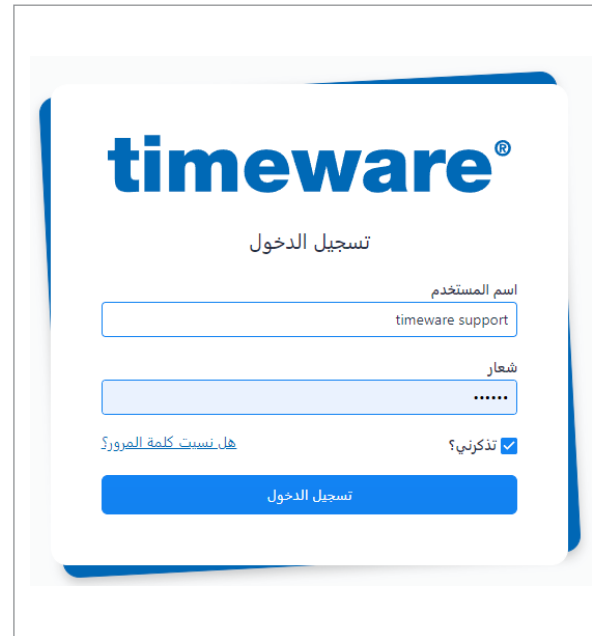 timeware®
تسجيل الدخول
اسم المستخدم
timeware support
شعار
••••••
تذكرني؟
هل نسيت كلمة المرور؟
تسجيل الدخول